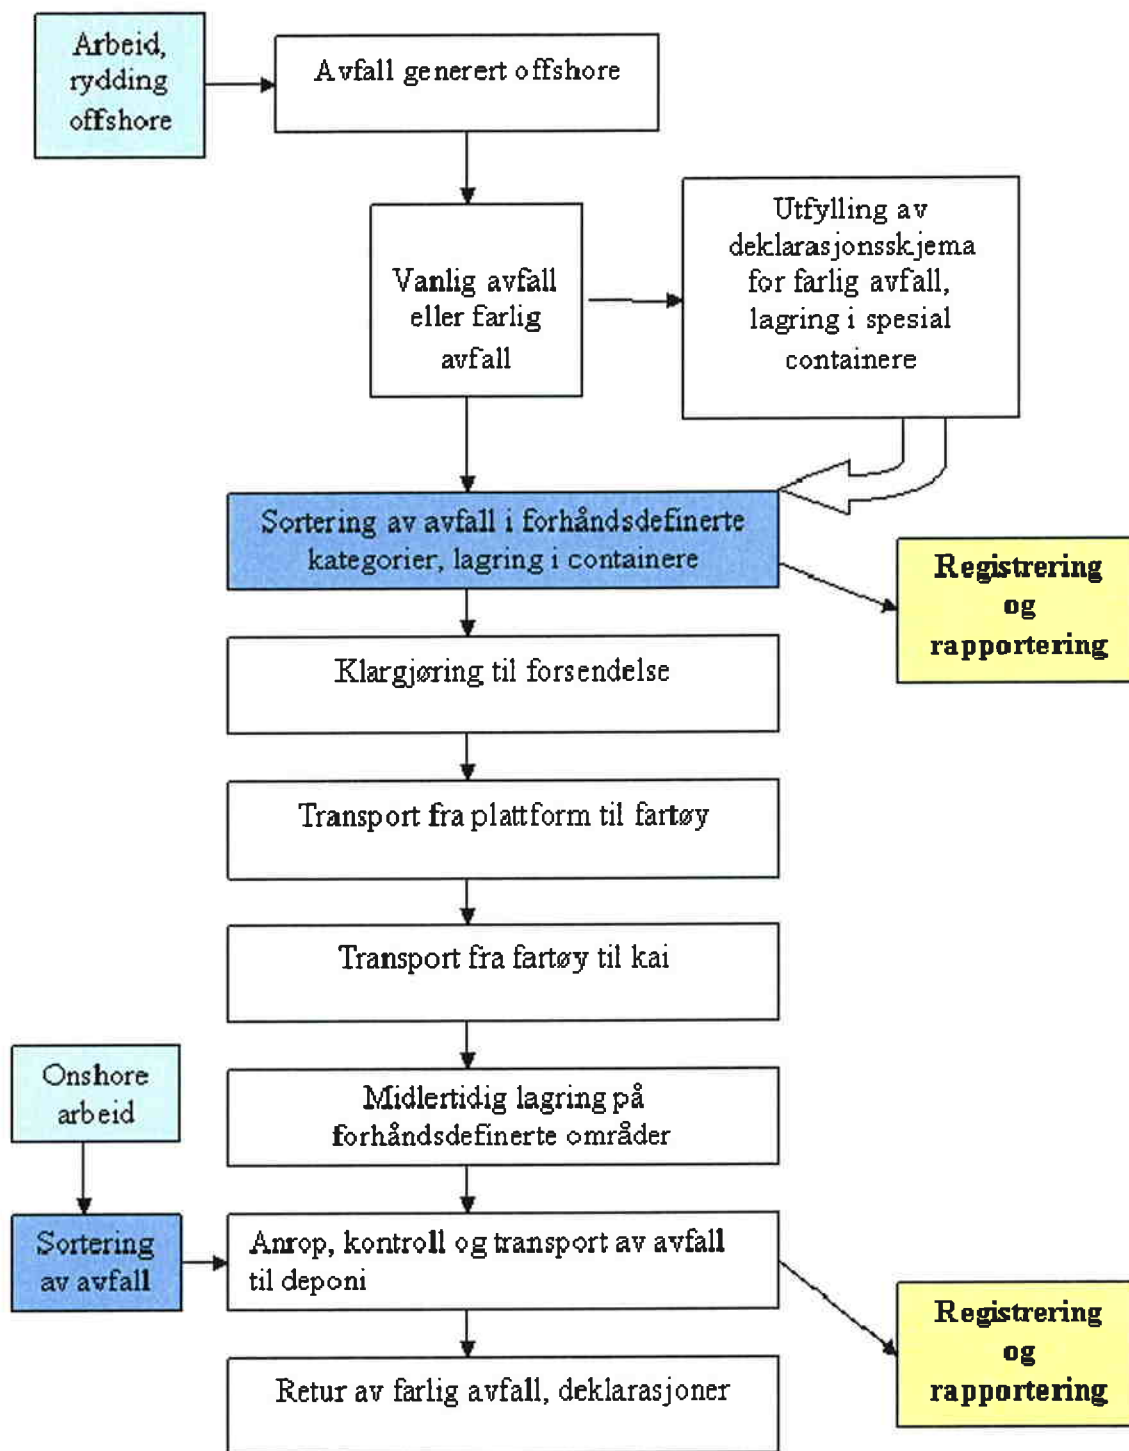 Arbeid,
rydding
offshore
Avfall generert offshore
Vanlig avfall
eller farlig
avfall
Utfylling av
deklarasjonsskjema
for farlig avfall,
lagring i spesial
containere
Sortering av avfall i forhåndsdefinerte
kategorier, lagring i containere
Registrering
og
rapportering
Klargjøring til forsendelse
Transport fra plattform til fartøy
Transport fra fartøy til kai
Onshore
arbeid
Midlertidig lagring på
forhåndsdefinerte områder
Sortering
av avfall
Anrop, kontroll og transport av avfall
til deponi
Registrering
og
rapportering
Retur av farlig avfall, deklarasjoner